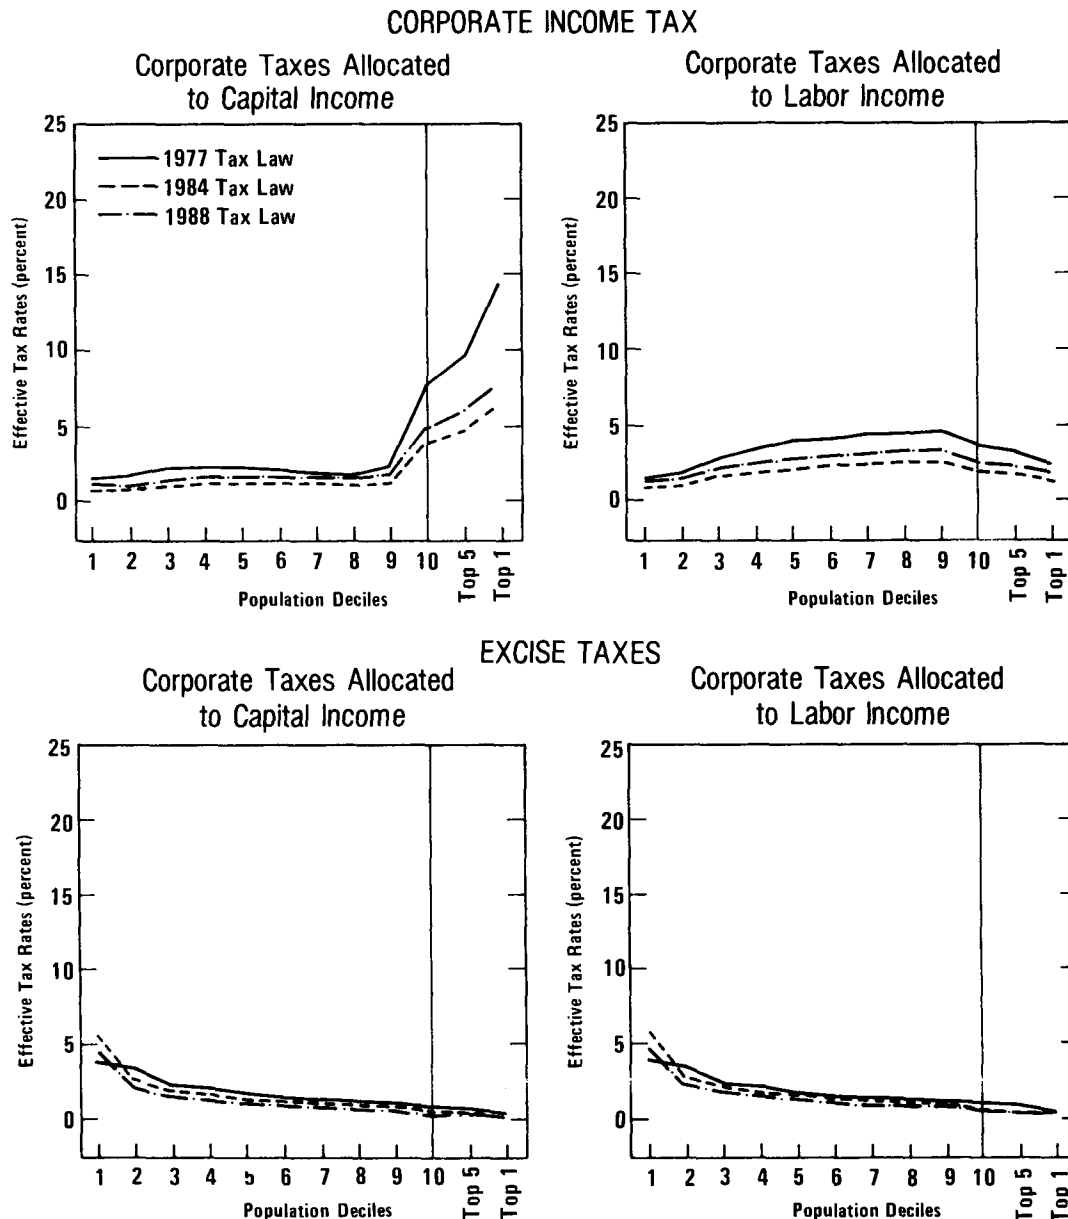 CORPORATE INCOME TAX
Corporate Taxes Allocated
to Capital Income
25
20
15
10
5
0
Effective Tax Rates (percent)
1977 Tax Law
1984 Tax Law
1988 Tax Law
1 2 3 4 5 6 7 8 9 10 Top 5 Top 1
Population Deciles
Corporate Taxes Allocated
to Labor Income
25
20
15
10
5
0
Effective Tax Rates (percent)
1 2 3 4 5 6 7 8 9 10 Top 5 Top 1
Population Deciles
EXCISE TAXES
Corporate Taxes Allocated
to Capital Income
25
20
15
10
5
0
Effective Tax Rates (percent)
1 2 3 4 5 6 7 8 9 10 Top 5 Top 1
Population Deciles
Corporate Taxes Allocated
to Labor Income
25
20
15
10
5
0
Effective Tax Rates (percent)
1 2 3 4 5 6 7 8 9 10 Top 5 Top 1
Population Deciles